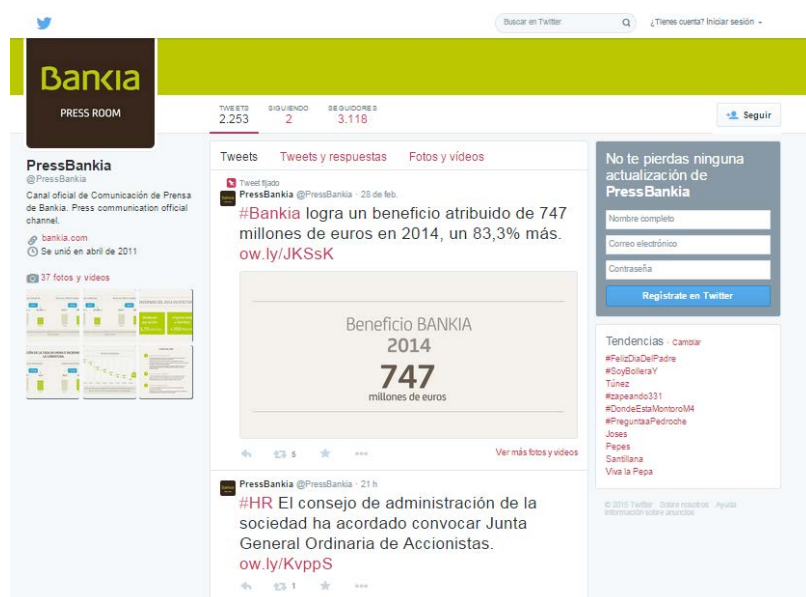 Buscar en Twitter
¿Tienes cuenta? Iniciar sesión
Bankia
PRESS ROOM
TWEETS
2.253
SIGUIENDO
2
SEGUIDORES
3.118
Seguir
PressBankia
@PressBankia
Canal oficial de Comunicación de Prensa
de Bankia. Press communication official
channel.
bankia.com
Se unió en abril de 2011
37 fotos y vídeos
Tweets Tweets y respuestas Fotos y vídeos
Tweet fijado
PressBankia @PressBankia · 28 de feb.
#Bankia logra un beneficio atribuido de 747
millones de euros en 2014, un 83,3% más.
ow.ly/JKSsK
Beneficio BANKIA
2014
747
millones de euros
5
Ver más fotos y vídeos
PressBankia @PressBankia · 21 h
#HR El consejo de administración de la
sociedad ha acordado convocar Junta
General Ordinaria de Accionistas.
ow.ly/KvppS
1
No te pierdas ninguna
actualización de
PressBankia
Nombre completo
Correo electrónico
Contraseña
Regístrate en Twitter
Tendencias · Cambiar
#FelizDiaDelPadre
#SoyBolleraY
Túnez
#zapeando331
#DondeEstaMontoroM4
#PreguntaaPedroche
Joses
Pepes
Santillana
Viva la Pepa
© 2015 Twitter Sobre nosotros Ayuda
Información sobre anuncios